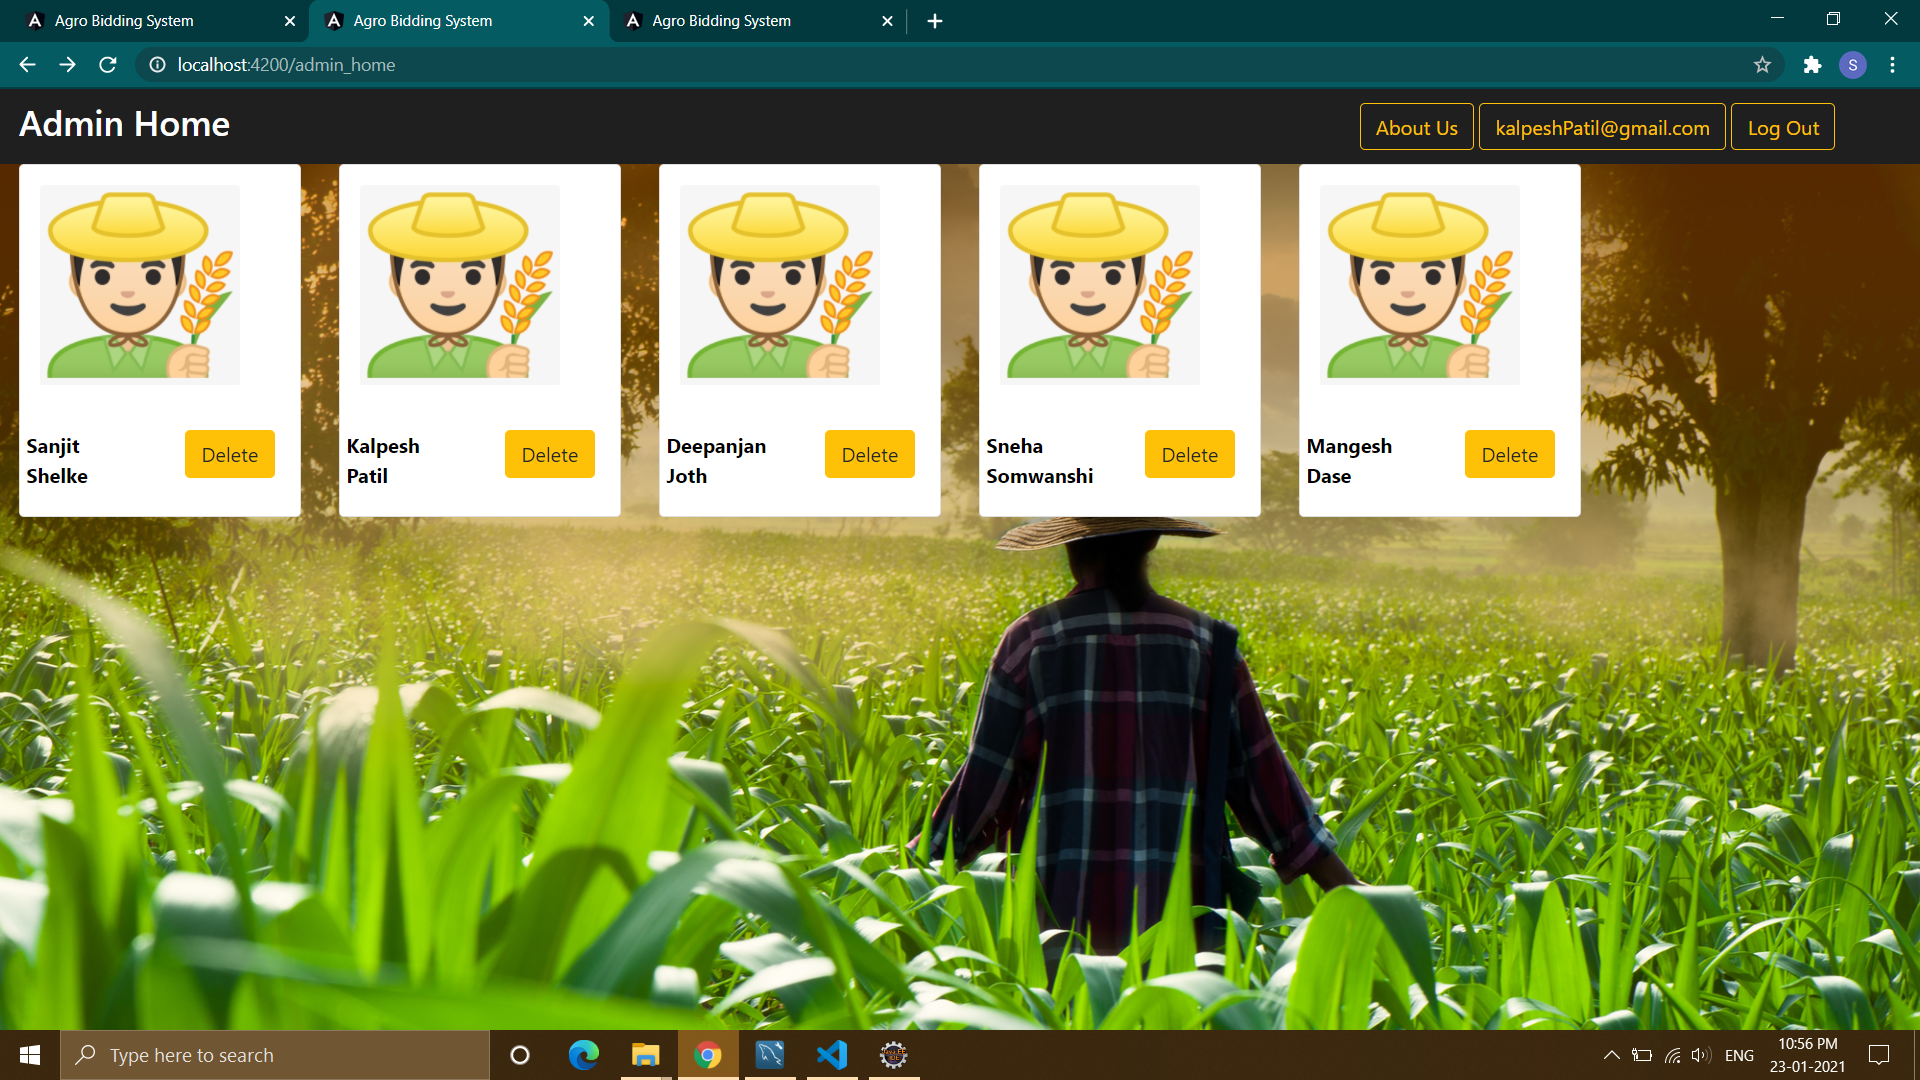 Agro Bidding System
Agro Bidding System
Agro Bidding System
localhost:4200/admin_home
S
Admin Home
About Us
kalpeshPatil@gmail.com
Log Out
Sanjit
Shelke
Delete
Kalpesh
Patil
Delete
Deepanjan
Joth
Delete
Sneha
Somwanshi
Delete
Mangesh
Dase
Delete
Type here to search
ENG
10:56 PM
23-01-2021